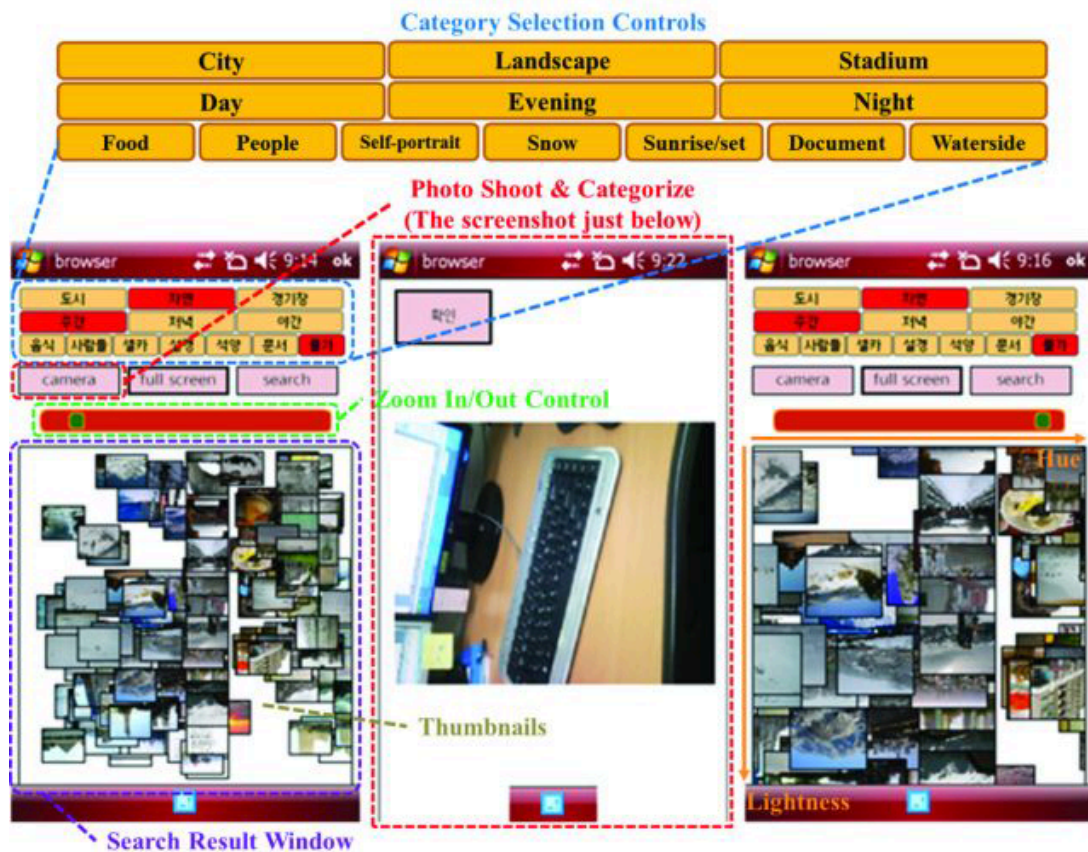 Category Selection Controls
City Landscape Stadium
Day Evening Night
Food People Self-portrait Snow Sunrise/set Document Waterside
Photo Shoot & Categorize
(The screenshot just below)
browser 9:14 ok
browser 9:22
browser 9:16 ok
도시 자연 경기장
주간 저녁 야간
음식 사람들 셀카 설경 석양 문서 물가
camera full screen search
확인
도시 자연 경기장
주간 저녁 야간
음식 사람들 셀카 설경 석양 문서 물가
camera full screen search
Zoom In/Out Control
Hue
Thumbnails
Lightness
Search Result Window